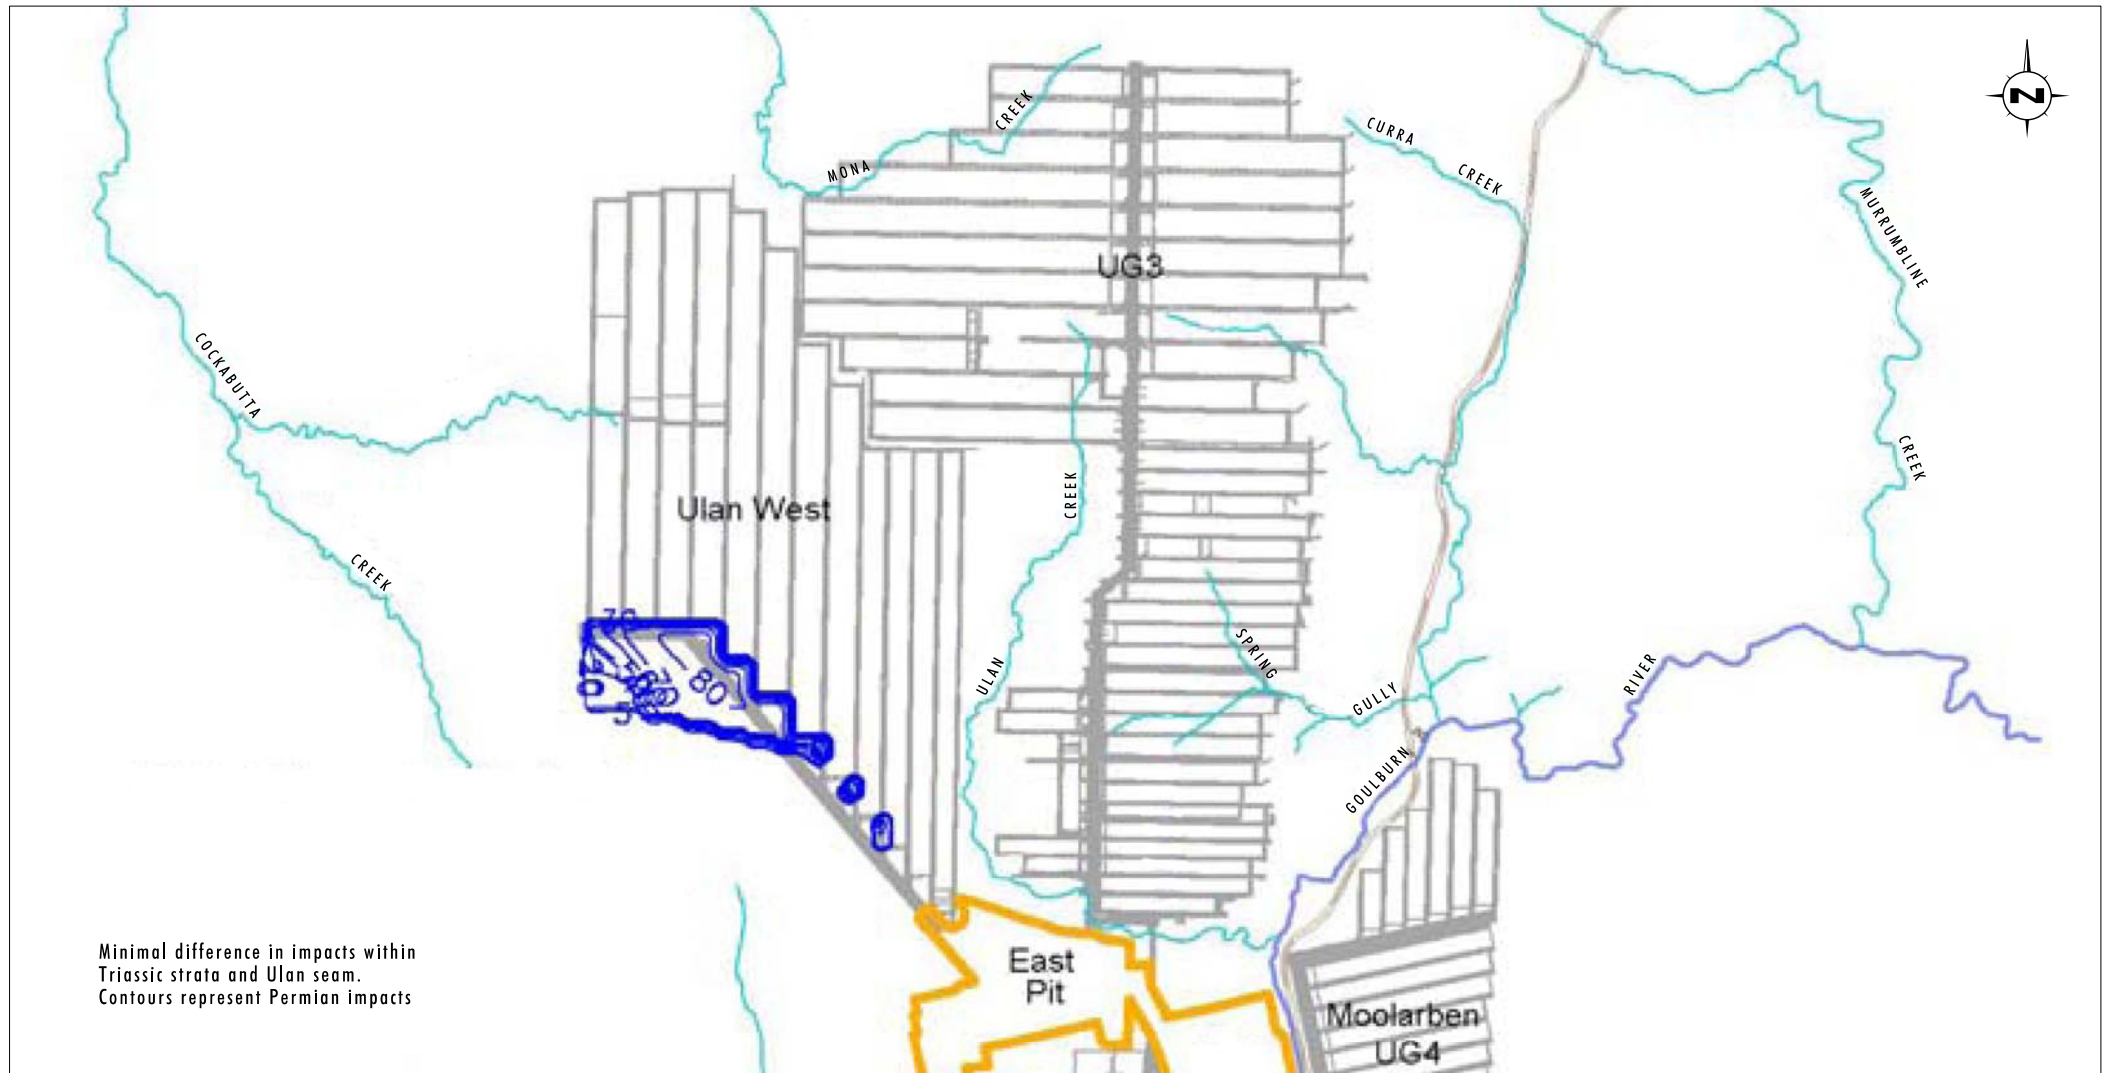 N
CREEK
MONA
CURRA
CREEK
MURRUMBLINE
CREEK
UG3
COCKABUTTA
CREEK
Ulan West
CREEK
ULAN
SPRING
GULLY
GOULBURN
RIVER
70
80
5
East
Pit
Moolarben
UG4
Minimal difference in impacts within
Triassic strata and Ulan seam.
Contours represent Permian impacts